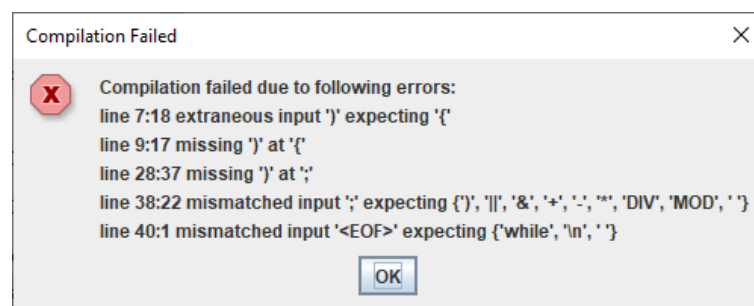 Compilation Failed
Compilation failed due to following errors:
line 7:18 extraneous input ')' expecting '{'
line 9:17 missing ')' at '{'
line 28:37 missing ')' at ';'
line 38:22 mismatched input ';' expecting {')', '||', '&', '+', '-', '*', 'DIV', 'MOD', ' '}
line 40:1 mismatched input '<EOF>' expecting {'while', '\n', ' '}
OK